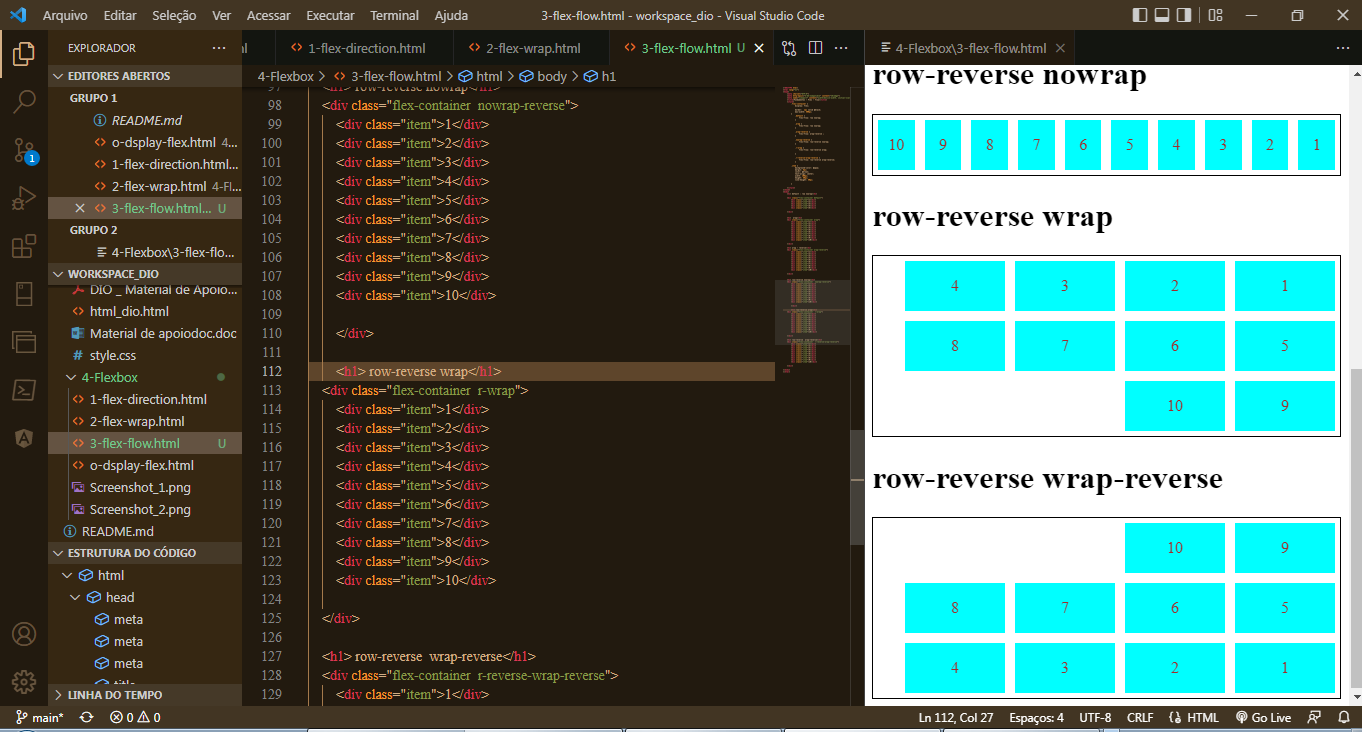 Arquivo Editar Seleção Ver Acessar Executar Terminal Ajuda 3-flex-flow.html - workspace_dio - Visual Studio Code
EXPLORADOR ···
EDITORES ABERTOS
GRUPO 1
README.md
o-dsplay-flex.html 4...
1-flex-direction.html...
2-flex-wrap.html 4-Fl...
3-flex-flow.html... U
GRUPO 2
4-Flexbox\3-flex-flo...
WORKSPACE_DIO
DIO _ Material de Apoio...
html_dio.html
Material de apoiodoc.doc
style.css
4-Flexbox
1-flex-direction.html
2-flex-wrap.html
3-flex-flow.html U
o-dsplay-flex.html
Screenshot_1.png
Screenshot_2.png
README.md
ESTRUTURA DO CÓDIGO
html
head
meta
meta
meta
title
LINHA DO TEMPO
1
1-flex-direction.html 2-flex-wrap.html 3-flex-flow.html U
4-Flexbox > 3-flex-flow.html > html > body > h1
97 <h1> row-reverse nowrap</h1>
98 <div class="flex-container nowrap-reverse">
99 <div class="item">1</div>
100 <div class="item">2</div>
101 <div class="item">3</div>
102 <div class="item">4</div>
103 <div class="item">5</div>
104 <div class="item">6</div>
105 <div class="item">7</div>
106 <div class="item">8</div>
107 <div class="item">9</div>
108 <div class="item">10</div>
109
110 </div>
111
112 <h1> row-reverse wrap</h1>
113 <div class="flex-container r-wrap">
114 <div class="item">1</div>
115 <div class="item">2</div>
116 <div class="item">3</div>
117 <div class="item">4</div>
118 <div class="item">5</div>
119 <div class="item">6</div>
120 <div class="item">7</div>
121 <div class="item">8</div>
122 <div class="item">9</div>
123 <div class="item">10</div>
124
125 </div>
126
127 <h1> row-reverse wrap-reverse</h1>
128 <div class="flex-container r-reverse-wrap-reverse">
129 <div class="item">1</div>
4-Flexbox\3-flex-flow.html
row-reverse nowrap
10 9 8 7 6 5 4 3 2 1
row-reverse wrap
4 3 2 1
8 7 6 5
10 9
row-reverse wrap-reverse
10 9
8 7 6 5
4 3 2 1
main* 0 0 Ln 112, Col 27 Espaços: 4 UTF-8 CRLF HTML Go Live